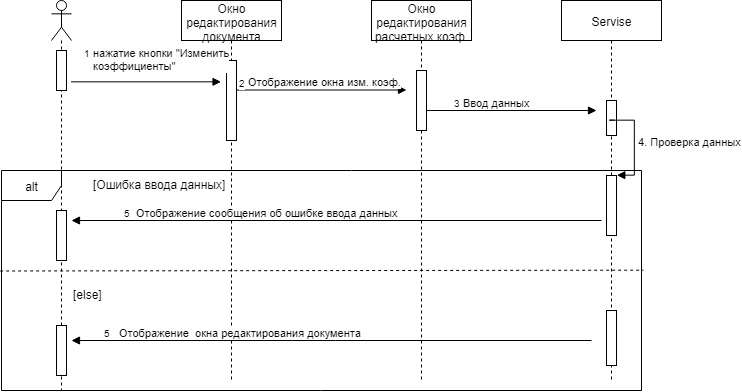 Окно
редактирования
документа
Окно
редактирования
расчетных коэф.
Servise
1 нажатие кнопки "Изменить
коэффициенты"
2 Отображение окна изм. коэф.
3 Ввод данных
4. Проверка данных
alt
[Ошибка ввода данных]
5 Отображение сообщения об ошибке ввода данных
[else]
5 Отображение окна редактирования документа